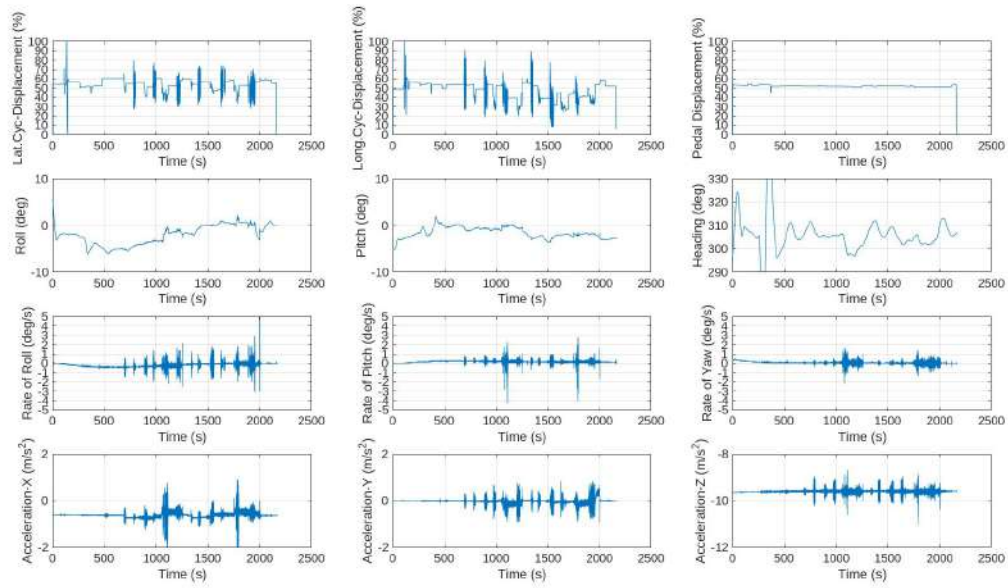 Lat.Cyc-Displacement (%)
100
90
80
70
60
50
40
30
20
10
0
0 500 1000 1500 2000 2500
Time (s)
Long.Cyc-Displacement (%)
100
90
80
70
60
50
40
30
20
10
0
0 500 1000 1500 2000 2500
Time (s)
Pedal Displacement (%)
100
90
80
70
60
50
40
30
20
10
0
0 500 1000 1500 2000 2500
Time (s)
Roll (deg)
10
0
-10
0 500 1000 1500 2000 2500
Time (s)
Pitch (deg)
10
0
-10
0 500 1000 1500 2000 2500
Time (s)
Heading (deg)
330
320
310
300
290
0 500 1000 1500 2000 2500
Time (s)
Rate of Roll (deg/s)
5
4
3
2
1
0
-1
-2
-3
-4
-5
0 500 1000 1500 2000 2500
Time (s)
Rate of Pitch (deg/s)
5
4
3
2
1
0
-1
-2
-3
-4
-5
0 500 1000 1500 2000 2500
Time (s)
Rate of Yaw (deg/s)
5
4
3
2
1
0
-1
-2
-3
-4
-5
0 500 1000 1500 2000 2500
Time (s)
Acceleration-X (m/s²)
2
0
-2
0 500 1000 1500 2000 2500
Time (s)
Acceleration-Y (m/s²)
2
0
-2
0 500 1000 1500 2000 2500
Time (s)
Acceleration-Z (m/s²)
-8
-10
-12
0 500 1000 1500 2000 2500
Time (s)